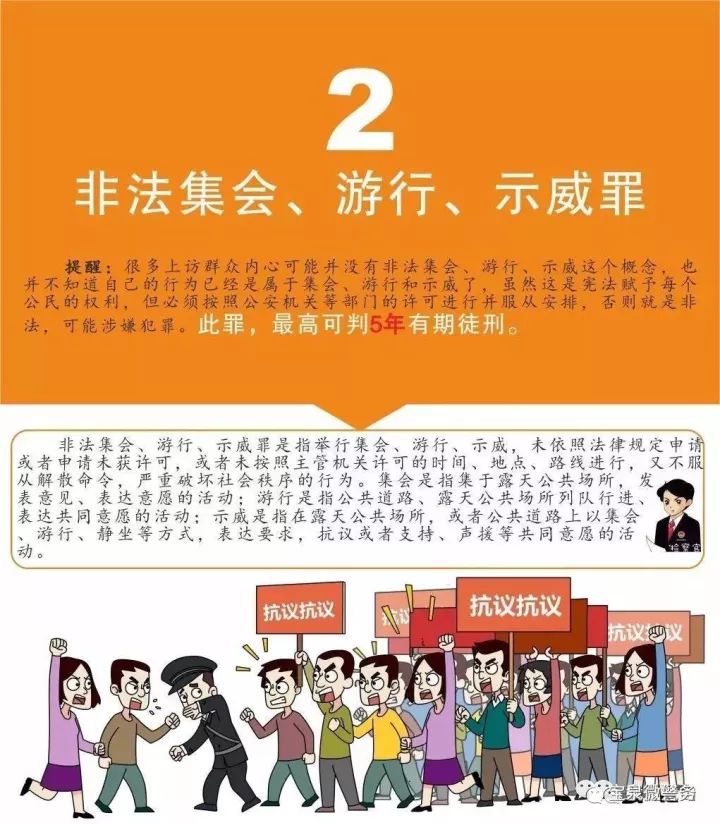 2
非法集会、游行、示威罪
提醒：很多上访群众内心可能并没有非法集会、游行、示威这个概念，也
并不知道自己的行为已经是属于集会、游行和示威了，虽然这是宪法赋予每个
公民的权利，但必须按照公安机关等部门的许可进行并服从安排，否则就是非
法，可能涉嫌犯罪。此罪，最高可判5年有期徒刑。
非法集会、游行、示威罪是指举行集会、游行、示威，未依照法律规定申请
或者申请未获许可，或者未按照主管机关许可的时间、地点、路线进行，又不服
从解散命令，严重破坏社会秩序的行为。集会是指集于露天公共场所，发
表意见、表达意愿的活动；游行是指公共道路、露天公共场所列队行进、
表达共同意愿的活动；示威是指在露天公共场所，或者公共道路上以集会
、游行、静坐等方式，表达要求，抗议或者支持、声援等共同意愿的活
动。
检察官
抗议抗议
抗议抗议
抗议
抗议抗议
宝泉微警务